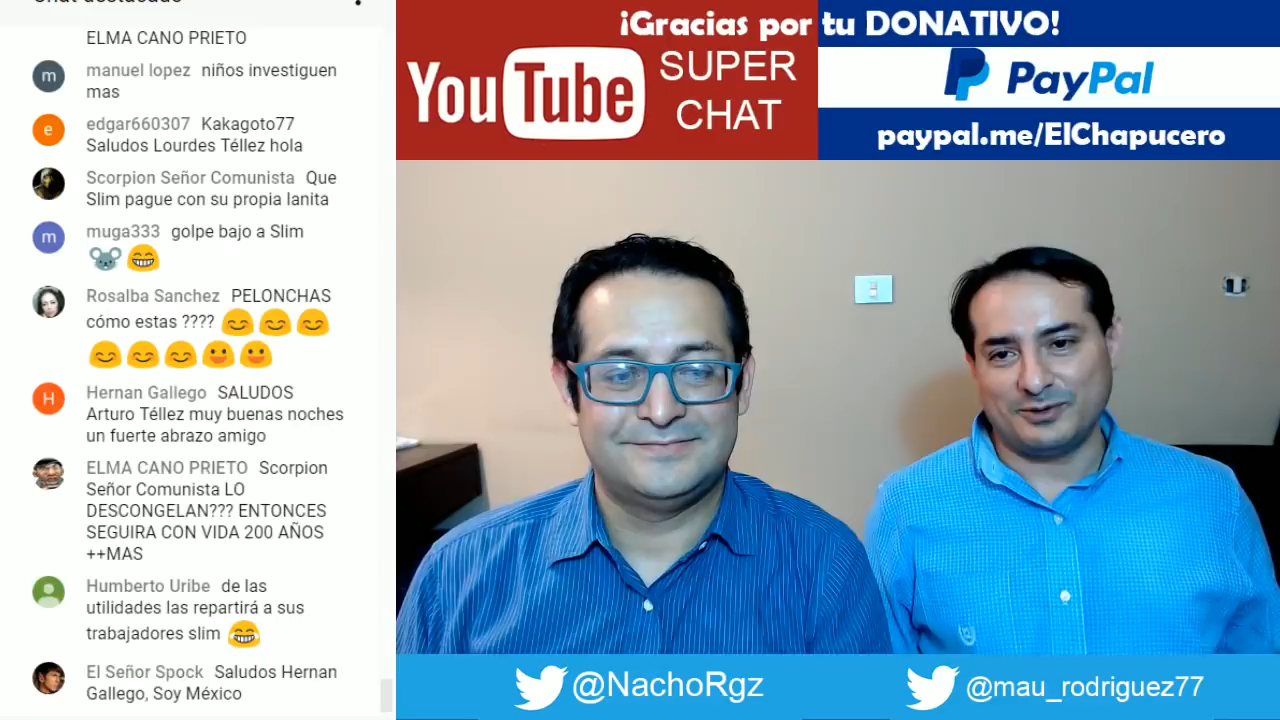 Chat destacado
ELMA CANO PRIETO
manuel lopez niños investiguen
mas
edgar660307 Kakagoto77
Saludos Lourdes Téllez hola
Scorpion Señor Comunista Que
Slim pague con su propia lanita
muga333 golpe bajo a Slim
Rosalba Sanchez PELONCHAS
cómo estas ????
Hernan Gallego SALUDOS
Arturo Téllez muy buenas noches
un fuerte abrazo amigo
ELMA CANO PRIETO Scorpion
Señor Comunista LO
DESCONGELAN??? ENTONCES
SEGUIRA CON VIDA 200 AÑOS
++MAS
Humberto Uribe de las
utilidades las repartirá a sus
trabajadores slim
El Señor Spock Saludos Hernan
Gallego, Soy México
m
e
m
H
¡Gracias por tu DONATIVO!
YouTube SUPER
CHAT
PayPal
paypal.me/ElChapucero
@NachoRgz
@mau_rodriguez77